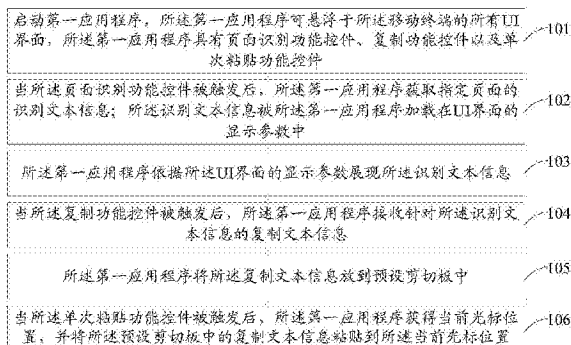 启动第一应用程序，所述第一应用程序可悬浮于所述移动终端的所有UI
界面，所述第一应用程序具有页面识别功能控件、复制功能控件以及单
次粘贴功能控件
101
当所述页面识别功能控件被触发后，所述第一应用程序获取指定页面的
识别文本信息；所述识别文本信息被所述第一应用程序加载在UI界面的
显示参数中
102
所述第一应用程序依据所述UI界面的显示参数展现所述识别文本信息
103
当所述复制功能控件被触发后，所述第一应用程序接收针对所述识别文
本信息的复制文本信息
104
所述第一应用程序将所述复制文本信息放到预设剪切板中
105
当所述单次粘贴功能控件被触发后，所述第一应用程序获得当前光标位
置，并将所述预设剪切板中的复制文本信息粘贴到所述当前光标位置
106